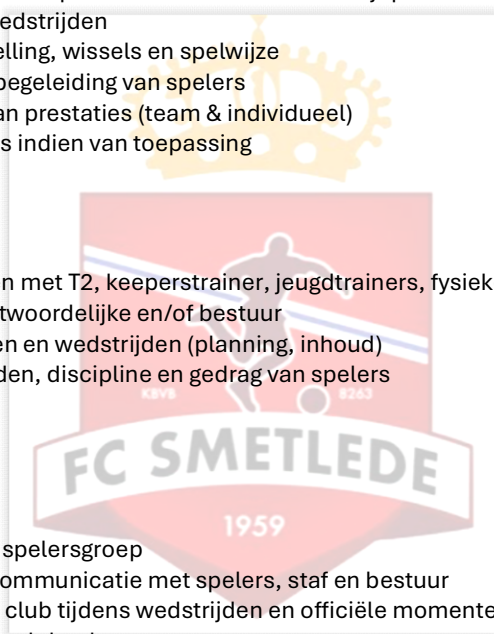 edstrijden
elling, wissels en spelwijze
begeleiding van spelers
an prestaties (team & individueel)
s indien van toepassing
n met T2, keeperstrainer, jeugdtrainers, fysiek
twoordelijke en/of bestuur
en en wedstrijden (planning, inhoud)
den, discipline en gedrag van spelers
KBVB 8263
FC SMETLEDE
1959
spelersgroep
ommunicatie met spelers, staf en bestuur
club tijdens wedstrijden en officiële momente